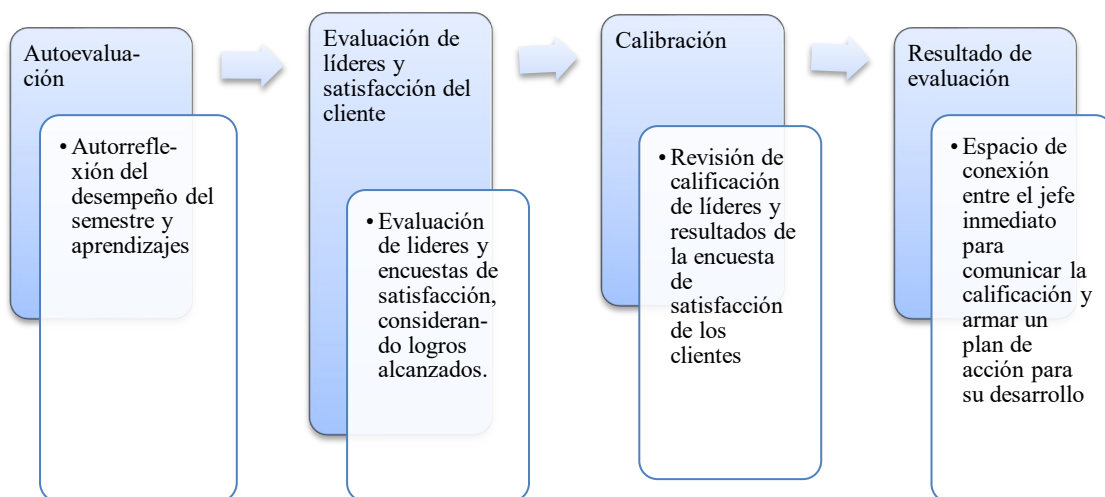 Autoevalua-
ción
• Autorrefle-
xión del
desempeño del
semestre y
aprendizajes
Evaluación de
líderes y
satisfacción del
cliente
• Evaluación
de lideres y
encuestas de
satisfacción,
consideran-
do logros
alcanzados.
Calibración
• Revisión de
calificación
de líderes y
resultados de
la encuesta
de
satisfacción
de los
clientes
Resultado de
evaluación
• Espacio de
conexión
entre el jefe
inmediato
para
comunicar la
calificación y
armar un
plan de
acción para
su desarrollo